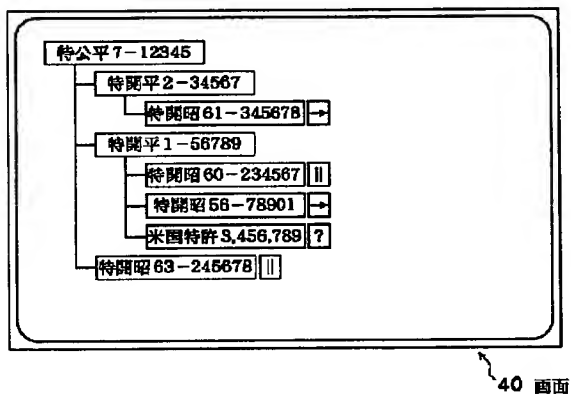 特公平7-12345
特開平2-34567
特開昭61-345678 →
特開平1-56789
特開昭60-234567 ||
特開昭56-78901 →
米国特許3,456,789 ?
特開昭63-245678 ||
40 画面